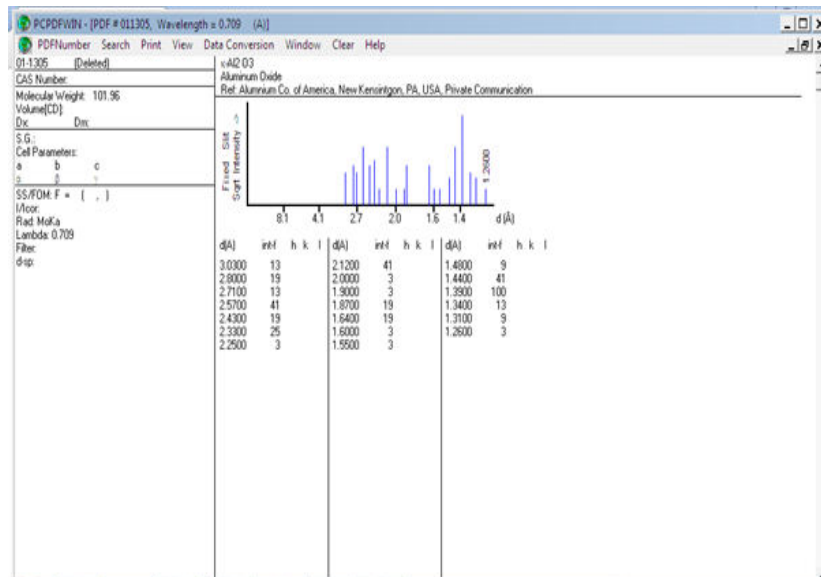 PCPDFWIN - [PDF # 011305, Wavelength = 0.709 (A)]
PDFNumber Search Print View Data Conversion Window Clear Help
01-1305 (Deleted)
CAS Number:
Molecular Weight: 101.96
Volume[CD]:
Dx: Dm:
S.G.:
Cell Parameters:
a b c
SS/FOM: F = ( , )
I/Icor:
Rad: MoKa
Lambda: 0.709
Filter:
d-sp:
Al2 O3
Aluminum Oxide
Ref: Alumnium Co. of America, New Kensintgon, PA, USA, Private Communication
Fixed Slit
Sqrt Intensity
1.2600
8.1 4.1 2.7 2.0 1.6 1.4 d(Å)
d(A) int-f h k l d(A) int-f h k l d(A) int-f h k l
3.0300 13 2.1200 41 1.4800 9
2.8000 19 2.0000 3 1.4400 41
2.7100 13 1.9000 3 1.3900 100
2.5700 41 1.8700 19 1.3400 13
2.4300 19 1.6400 19 1.3100 9
2.3300 25 1.6000 3 1.2600 3
2.2500 3 1.5500 3